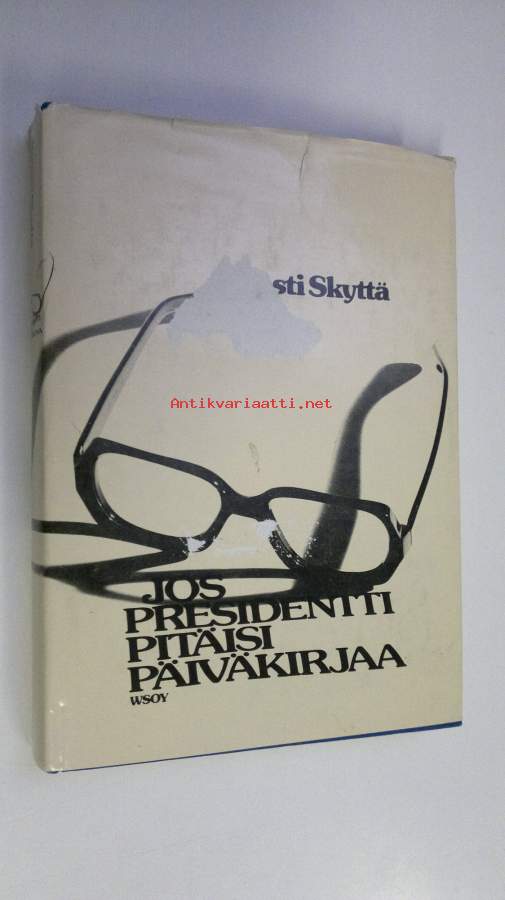 sti Skyttä
Antikvariaatti.net
JOS
PRESIDENTTI
PITÄISI
PÄIVÄKIRJAA
WSOY